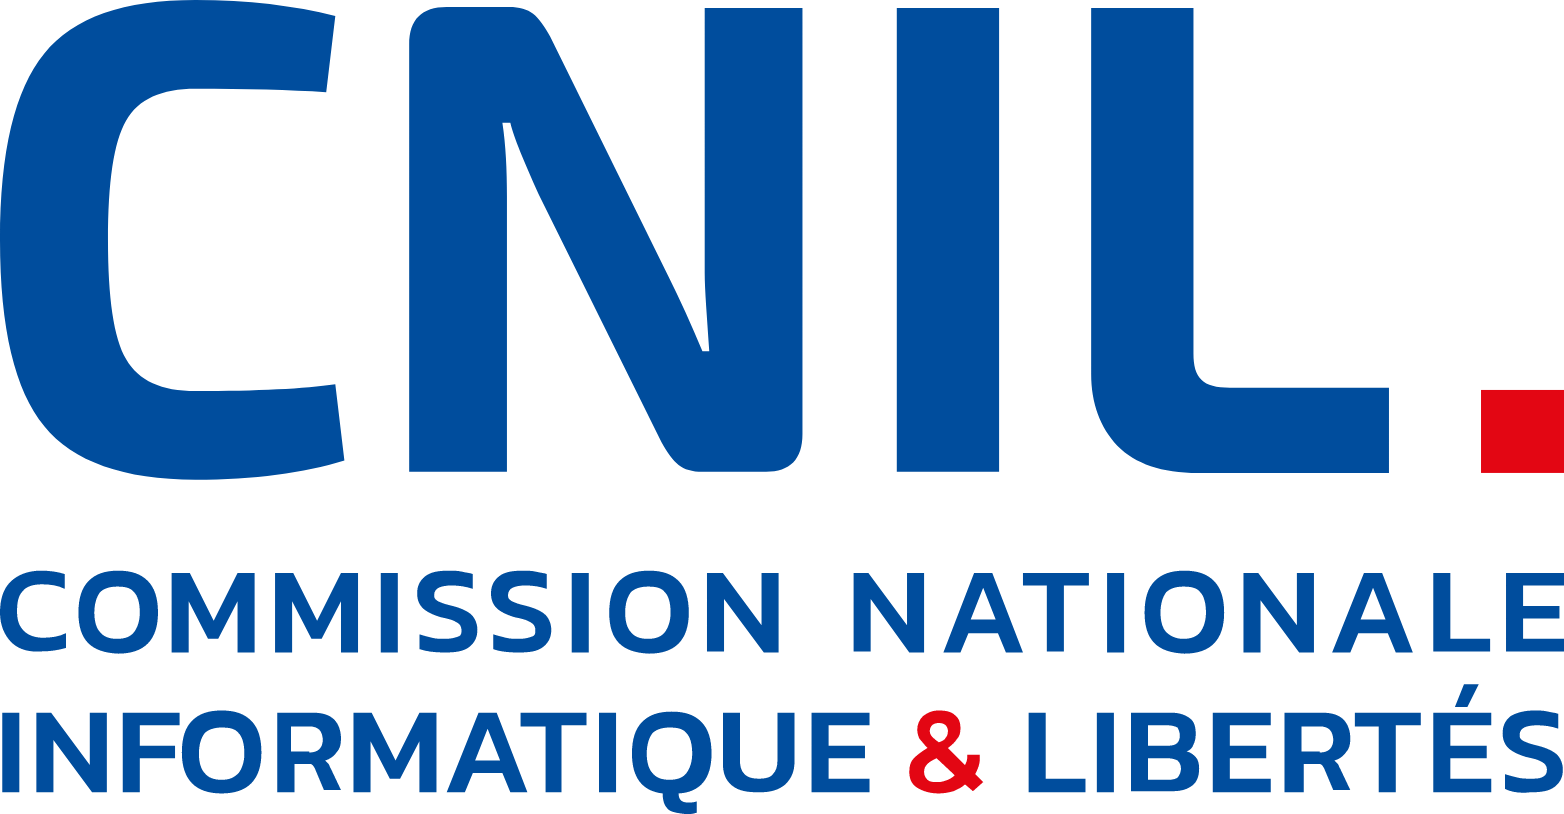 CNIL.
COMMISSION NATIONALE
INFORMATIQUE & LIBERTÉS